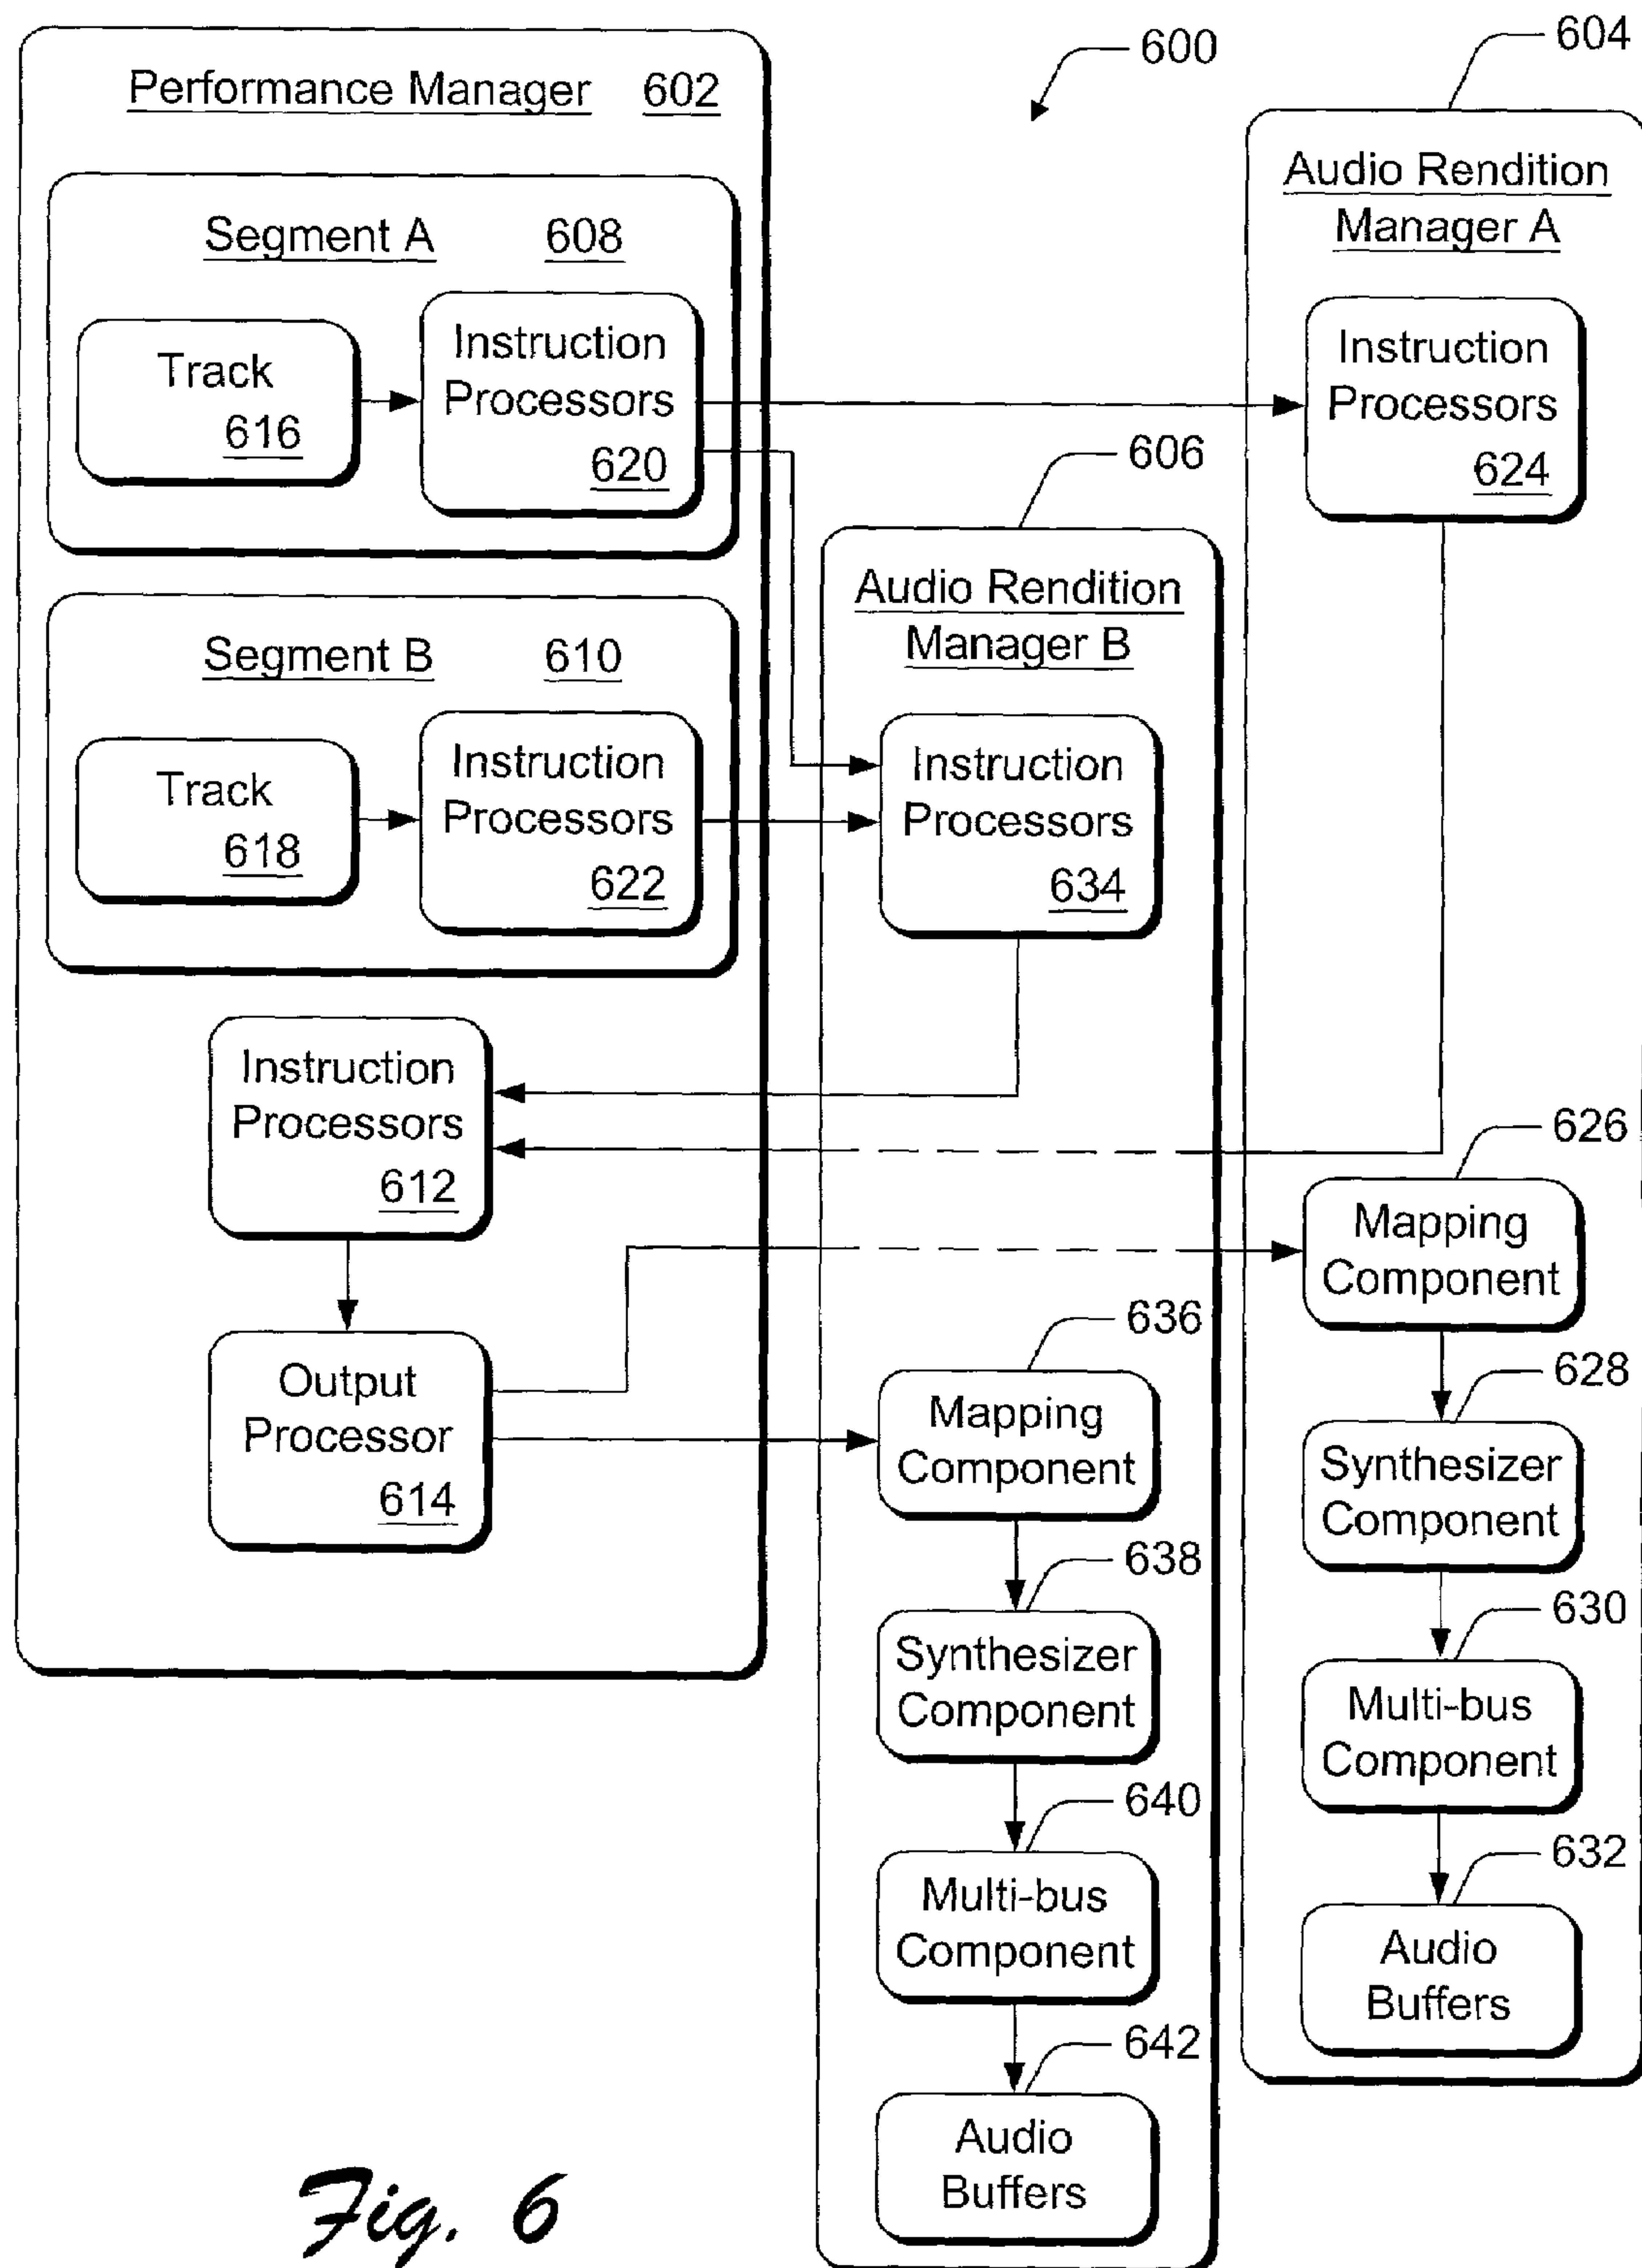 600
604
Performance Manager 602
Segment A 608
Track
616
Instruction
Processors
620
Segment B 610
Track
618
Instruction
Processors
622
Instruction
Processors
612
Output
Processor
614
606
Audio Rendition
Manager B
Instruction
Processors
634
636
Mapping
Component
638
Synthesizer
Component
640
Multi-bus
Component
642
Audio
Buffers
Audio Rendition
Manager A
Instruction
Processors
624
626
Mapping
Component
628
Synthesizer
Component
630
Multi-bus
Component
632
Audio
Buffers
Fig. 6